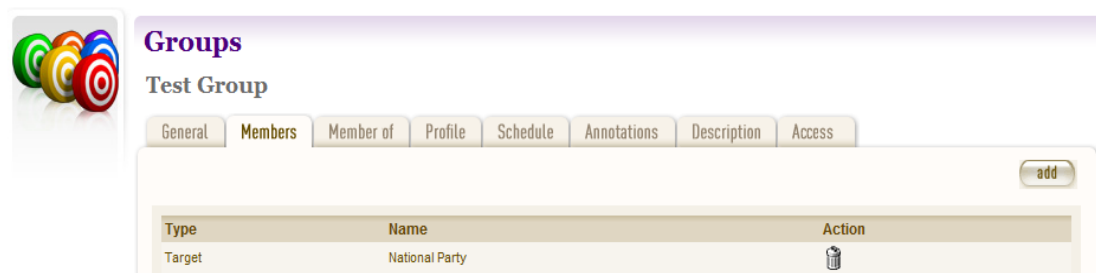 Groups
Test Group
General Members Member of Profile Schedule Annotations Description Access
add
Type Name Action
Target National Party